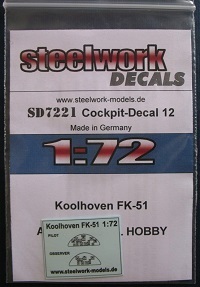 steelwork
DECALS
www.steelwork-models.de
SD7221 Cockpit-Decal 12
Made in Germany
1:72
Koolhoven FK-51
HOBBY
Koolhoven FK-51 1:72
PILOT
OBSERVER
www.steelwork-models.de